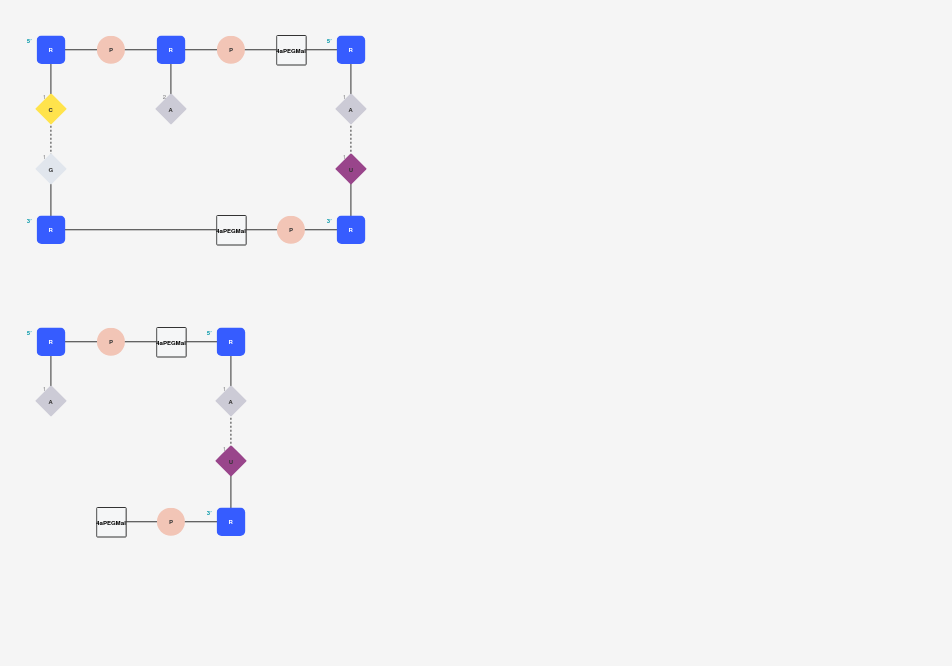 5' R P R P 4aPEGMal 5' R
1 C 2 A 1 A
1 G 1 U
3' R 4aPEGMal P 3' R
5' R P 4aPEGMal 5' R
1 A 1 A
1 U
4aPEGMal P 3' R